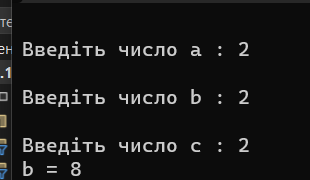 Введіть число a : 2
Введіть число b : 2
Введіть число c : 2
b = 8